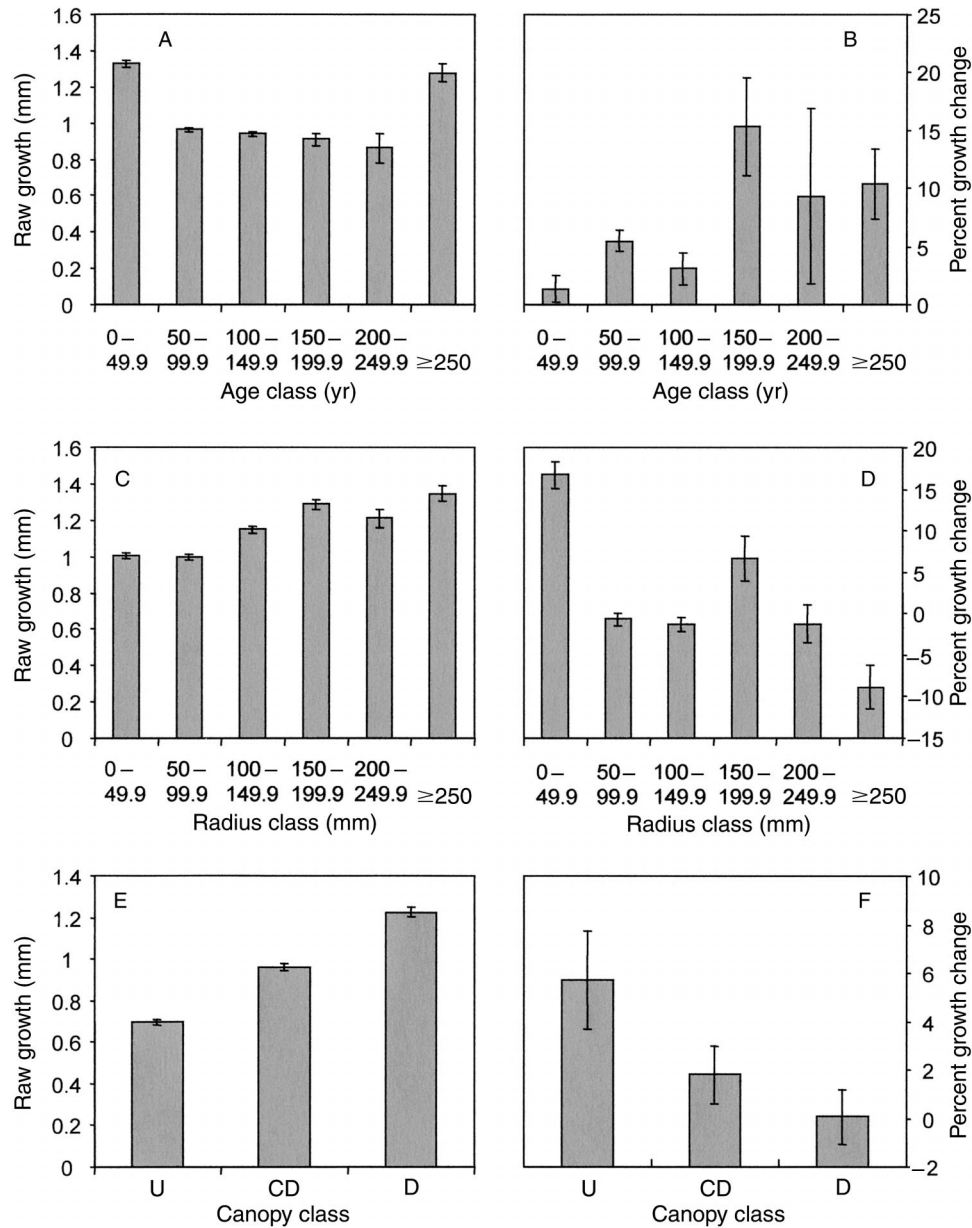 A
Raw growth (mm)
1.6
1.4
1.2
1
0.8
0.6
0.4
0.2
0
0– 50– 100– 150– 200–
49.9 99.9 149.9 199.9 249.9 ≥250
Age class (yr)
B
25
20
15
10
5
0
Percent growth change
0– 50– 100– 150– 200–
49.9 99.9 149.9 199.9 249.9 ≥250
Age class (yr)
C
Raw growth (mm)
1.6
1.4
1.2
1
0.8
0.6
0.4
0.2
0
0– 50– 100– 150– 200–
49.9 99.9 149.9 199.9 249.9 ≥250
Radius class (mm)
D
20
15
10
5
0
–5
–10
–15
Percent growth change
0– 50– 100– 150– 200–
49.9 99.9 149.9 199.9 249.9 ≥250
Radius class (mm)
E
Raw growth (mm)
1.4
1.2
1
0.8
0.6
0.4
0.2
0
U CD D
Canopy class
F
10
8
6
4
2
0
–2
Percent growth change
U CD D
Canopy class